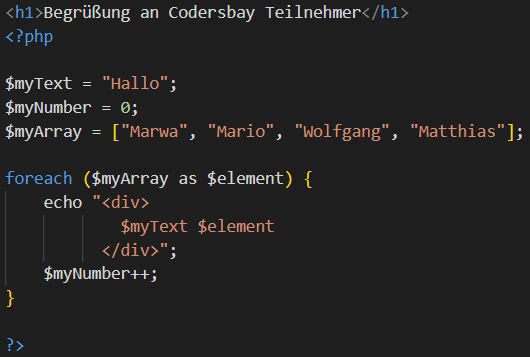 <h1>Begrüßung an Codersbay Teilnehmer</h1>
<?php
$myText = "Hallo";
$myNumber = 0;
$myArray = ["Marwa", "Mario", "Wolfgang", "Matthias"];
foreach ($myArray as $element) {
    echo "<div>
            $myText $element
          </div>";
    $myNumber++;
}
?>